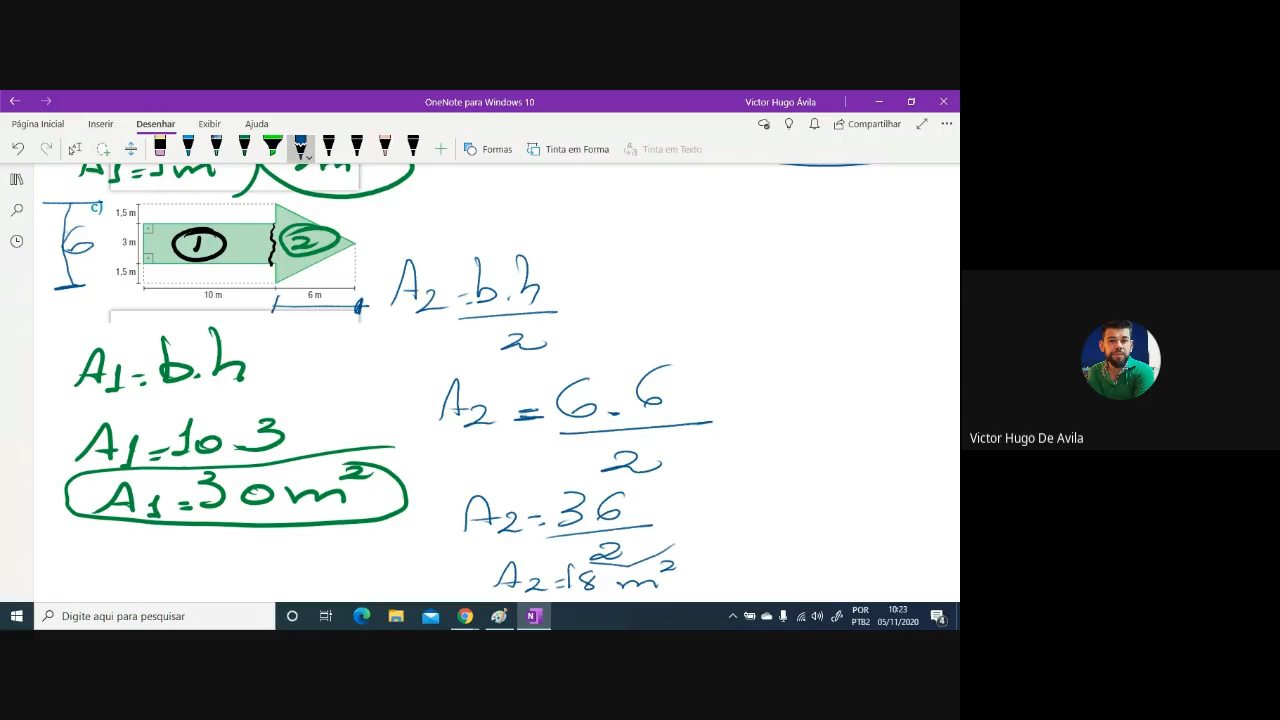 OneNote para Windows 10
Victor Hugo Ávila
Página Inicial Inserir Desenhar Exibir Ajuda
Compartilhar
Formas Tinta em Forma Tinta em Texto
c)
1,5 m
3 m
1,5 m
10 m 6 m
6
1
2
A1 = b.h
A1 = 10.3
A1 = 30m²
A2 = b.h
2
A2 = 6.6
2
A2 = 36
2
A2 = 18 m²
Victor Hugo De Avila
Digite aqui para pesquisar
POR
PTB2
10:23
05/11/2020
4